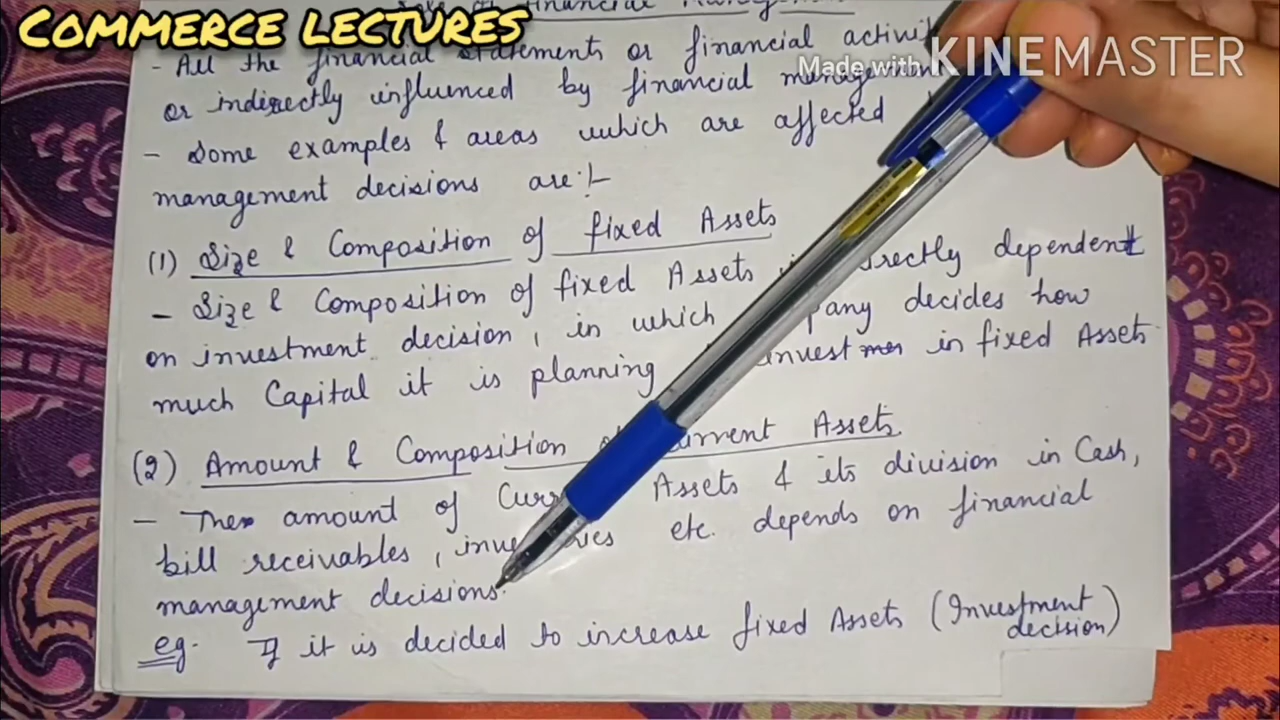 COMMERCE LECTURES
Made with KINEMASTER
of Financial Management
- All the financial statements or financial
or indirectly influenced by financial
- Some examples & areas which are affected
management decisions are:-
(1) Size & Composition of fixed Assets
- Size & Composition of fixed Assets dependent
on investment decision, in which decides how
much Capital it is planning in fixed Assets
(2) Amount & Composition Assets
- The amount of Assets & its division in Cash,
bill receivables, etc. depends on financial
management decisions.
eg. If it is decided to increase fixed Assets (Investment
decision)